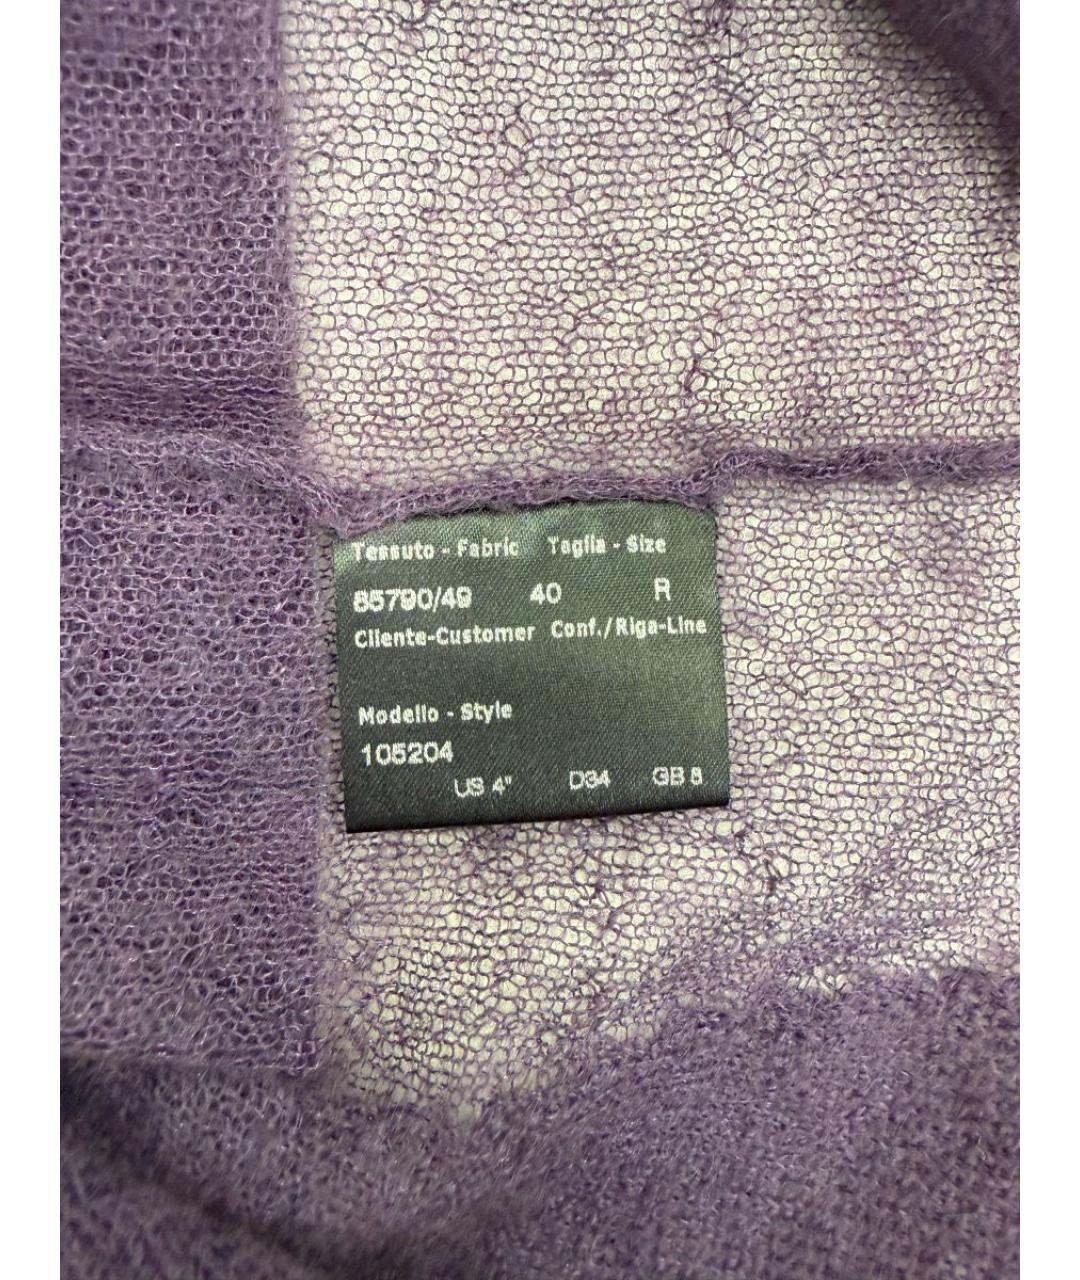 Tessuto - Fabric Taglia - Size
85790/49 40 R
Cliente-Customer Conf./Riga-Line
Modello - Style
105204
US 4" D34 GB 8